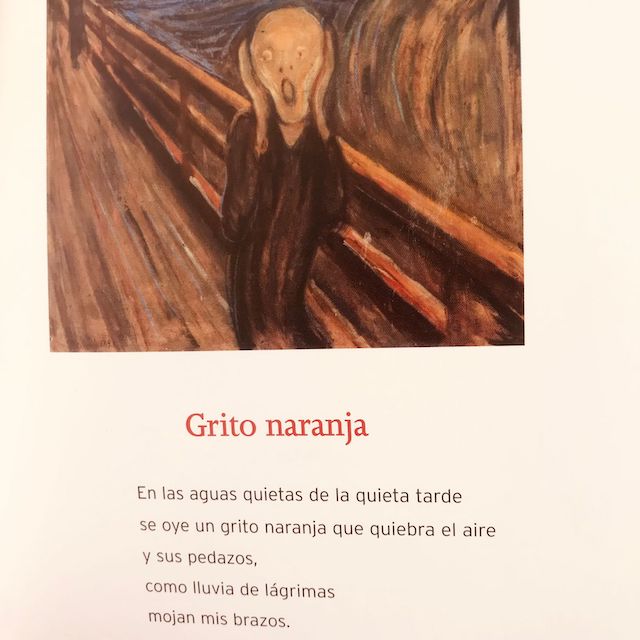 Grito naranja
En las aguas quietas de la quieta tarde
se oye un grito naranja que quiebra el aire
y sus pedazos,
como lluvia de lágrimas
mojan mis brazos.